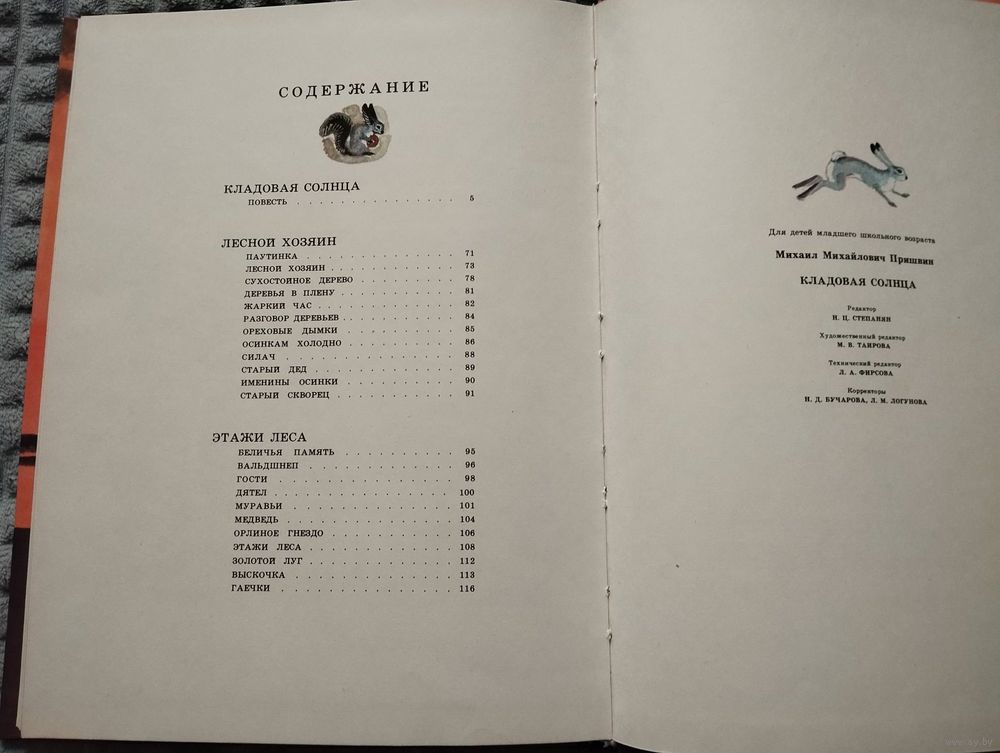 СОДЕРЖАНИЕ
КЛАДОВАЯ СОЛНЦА
ПОВЕСТЬ . . . . . . . . . . . . . . . 5
ЛЕСНОЙ ХОЗЯИН
ПАУТИНКА . . . . . . . . . . . . . . 71
ЛЕСНОЙ ХОЗЯИН . . . . . . . . . . . 73
СУХОСТОЙНОЕ ДЕРЕВО . . . . . . . . 78
ДЕРЕВЬЯ В ПЛЕНУ . . . . . . . . . . 81
ЖАРКИЙ ЧАС . . . . . . . . . . . . 82
РАЗГОВОР ДЕРЕВЬЕВ . . . . . . . . . 84
ОРЕХОВЫЕ ДЫМКИ . . . . . . . . . . 85
ОСИНКАМ ХОЛОДНО . . . . . . . . . . 86
СИЛАЧ . . . . . . . . . . . . . . . 88
СТАРЫЙ ДЕД . . . . . . . . . . . . 89
ИМЕНИНЫ ОСИНКИ . . . . . . . . . . 90
СТАРЫЙ СКВОРЕЦ . . . . . . . . . . 91
ЭТАЖИ ЛЕСА
БЕЛИЧЬЯ ПАМЯТЬ . . . . . . . . . . 95
ВАЛЬДШНЕП . . . . . . . . . . . . . 96
ГОСТИ . . . . . . . . . . . . . . . 98
ДЯТЕЛ . . . . . . . . . . . . . . . 100
МУРАВЬИ . . . . . . . . . . . . . . 101
МЕДВЕДЬ . . . . . . . . . . . . . . 104
ОРЛИНОЕ ГНЕЗДО . . . . . . . . . . 106
ЭТАЖИ ЛЕСА . . . . . . . . . . . . 108
ЗОЛОТОЙ ЛУГ . . . . . . . . . . . . 112
ВЫСКОЧКА . . . . . . . . . . . . . 113
ГАЕЧКИ . . . . . . . . . . . . . . 116
Для детей младшего школьного возраста
Михаил Михайлович Пришвин
КЛАДОВАЯ СОЛНЦА
Редактор
Н. Ц. СТЕПАНЯН
Художественный редактор
М. В. ТАИРОВА
Технический редактор
Л. А. ФИРСОВА
Корректоры
Н. Д. БУЧАРОВА, Л. М. ЛОГУНОВА
www.ay.by